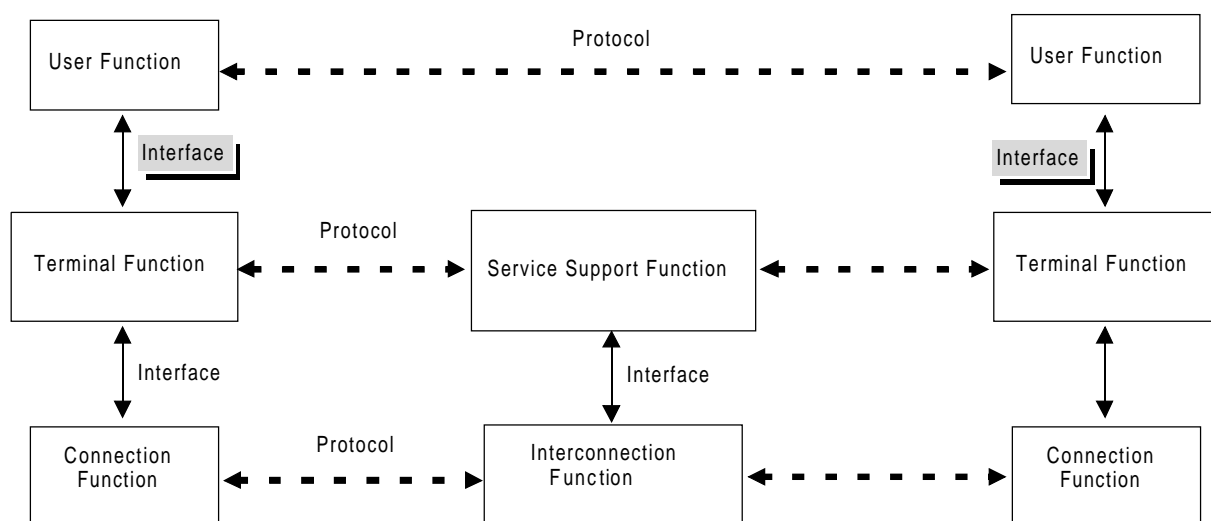 Protocol
User Function
User Function
Interface
Interface
Protocol
Terminal Function
Service Support Function
Terminal Function
Interface
Interface
Protocol
Connection
Function
Interconnection
Function
Connection
Function